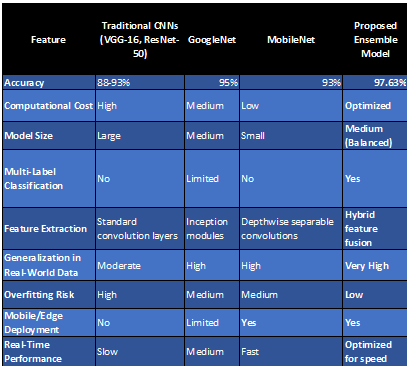 Feature Traditional CNNs (VGG-16, ResNet-50) GoogleNet MobileNet Proposed Ensemble Model
Accuracy 88-93% 95% 93% 97.63%
Computational Cost High Medium Low Optimized
Model Size Large Medium Small Medium (Balanced)
Multi-Label Classification No Limited No Yes
Feature Extraction Standard convolution layers Inception modules Depthwise separable convolutions Hybrid feature fusion
Generalization in Real-World Data Moderate High High Very High
Overfitting Risk High Medium Medium Low
Mobile/Edge Deployment No Limited Yes Yes
Real-Time Performance Slow Medium Fast Optimized for speed